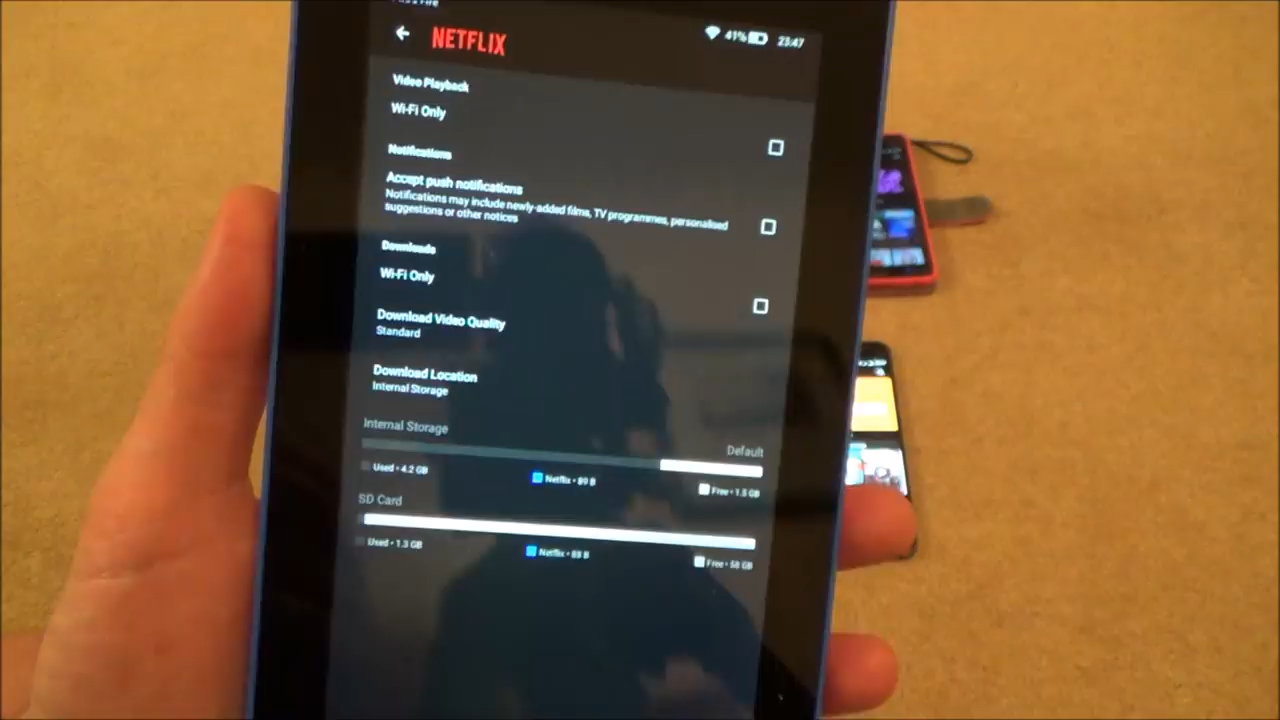 NETFLIX
41%
23:47
Video Playback
Wi-Fi Only
Notifications
Accept push notifications
Notifications may include newly-added films, TV programmes, personalised
suggestions or other notices
Downloads
Wi-Fi Only
Download Video Quality
Standard
Download Location
Internal Storage
Internal Storage
Default
Used • 4.2 GB
Netflix • 89 B
Free • 1.5 GB
SD Card
Used • 1.3 GB
Netflix • 88 B
Free • 58 GB